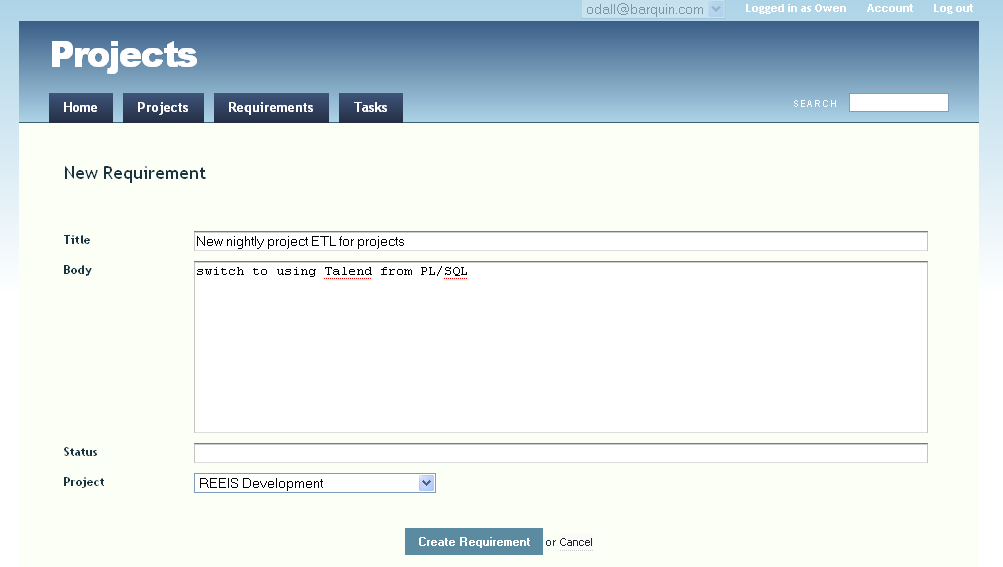 odall@barquin.com Logged in as Owen Account Log out
Projects
Home Projects Requirements Tasks SEARCH
New Requirement
Title New nightly project ETL for projects
Body switch to using Talend from PL/SQL
Status
Project REEIS Development
Create Requirement or Cancel